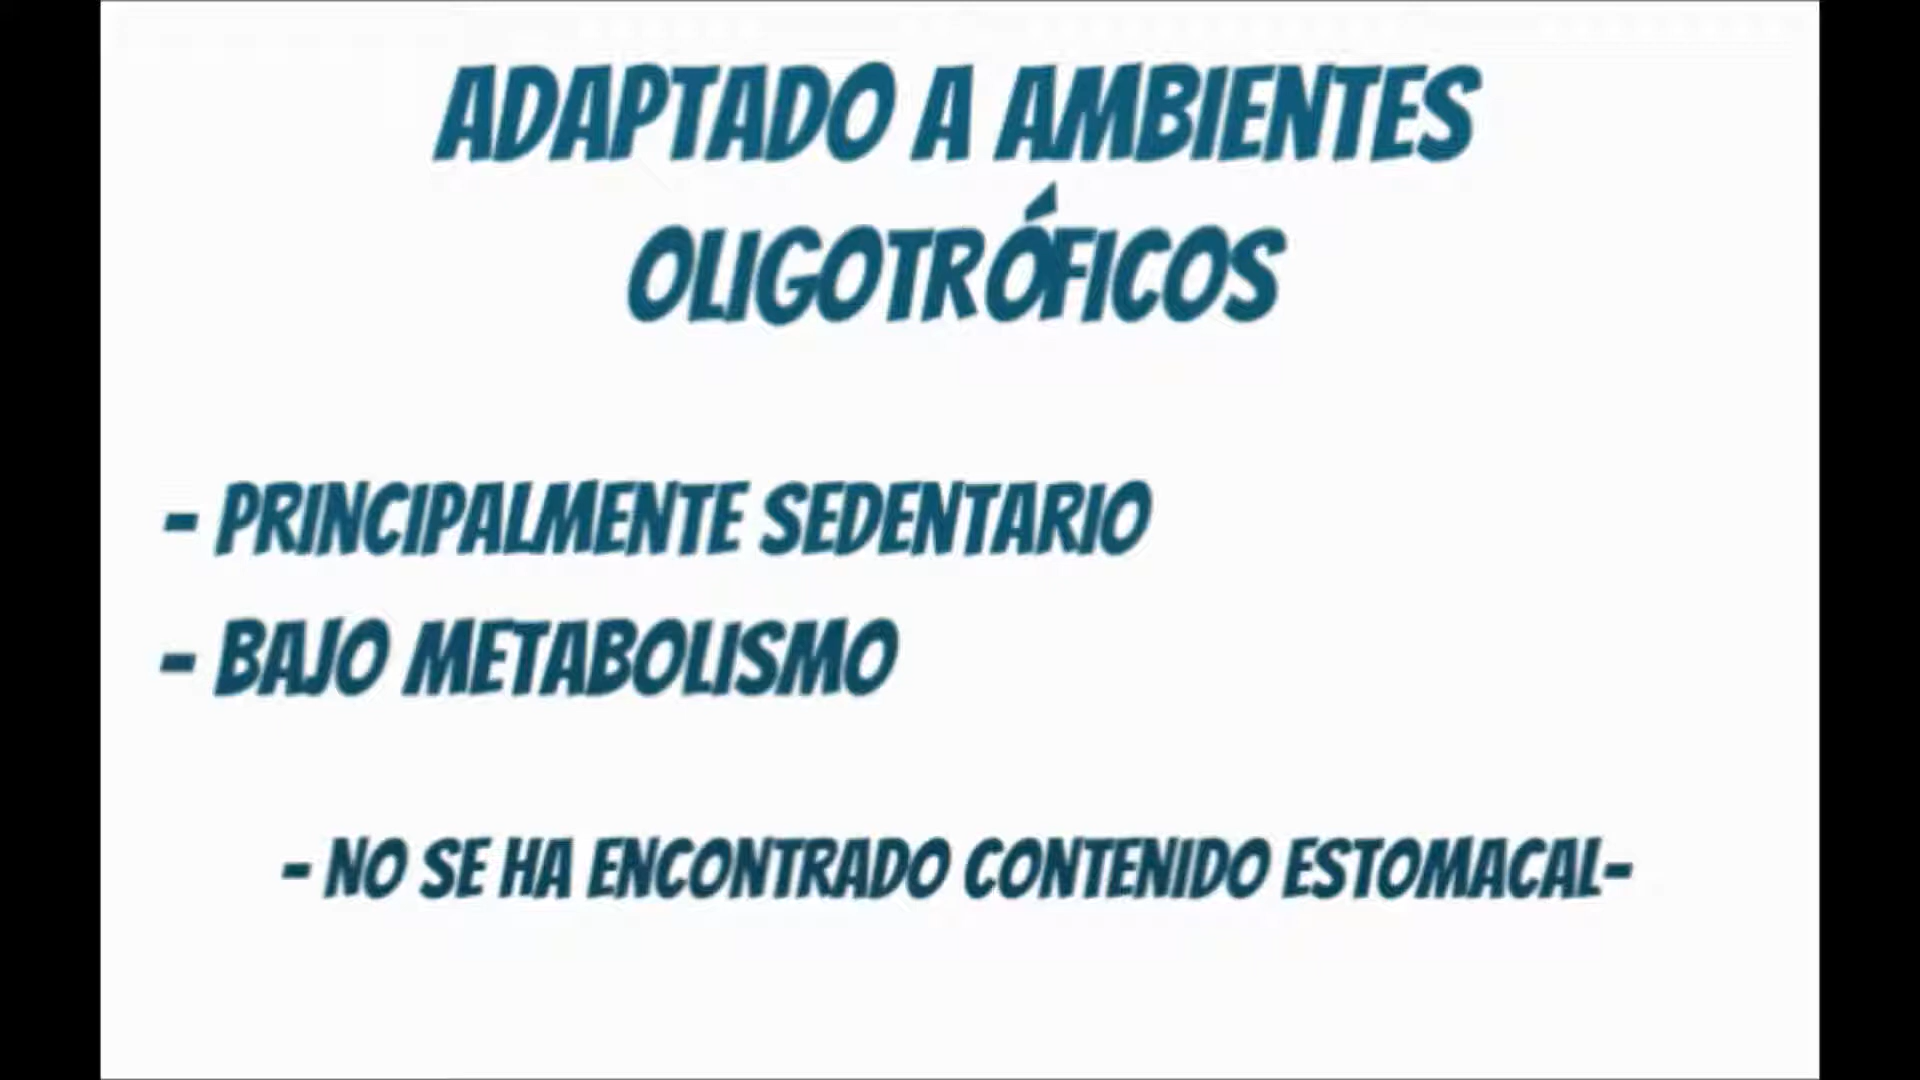 ADAPTADO A AMBIENTES
OLIGOTRÓFICOS
- PRINCIPALMENTE SEDENTARIO
- BAJO METABOLISMO
- NO SE HA ENCONTRADO CONTENIDO ESTOMACAL-